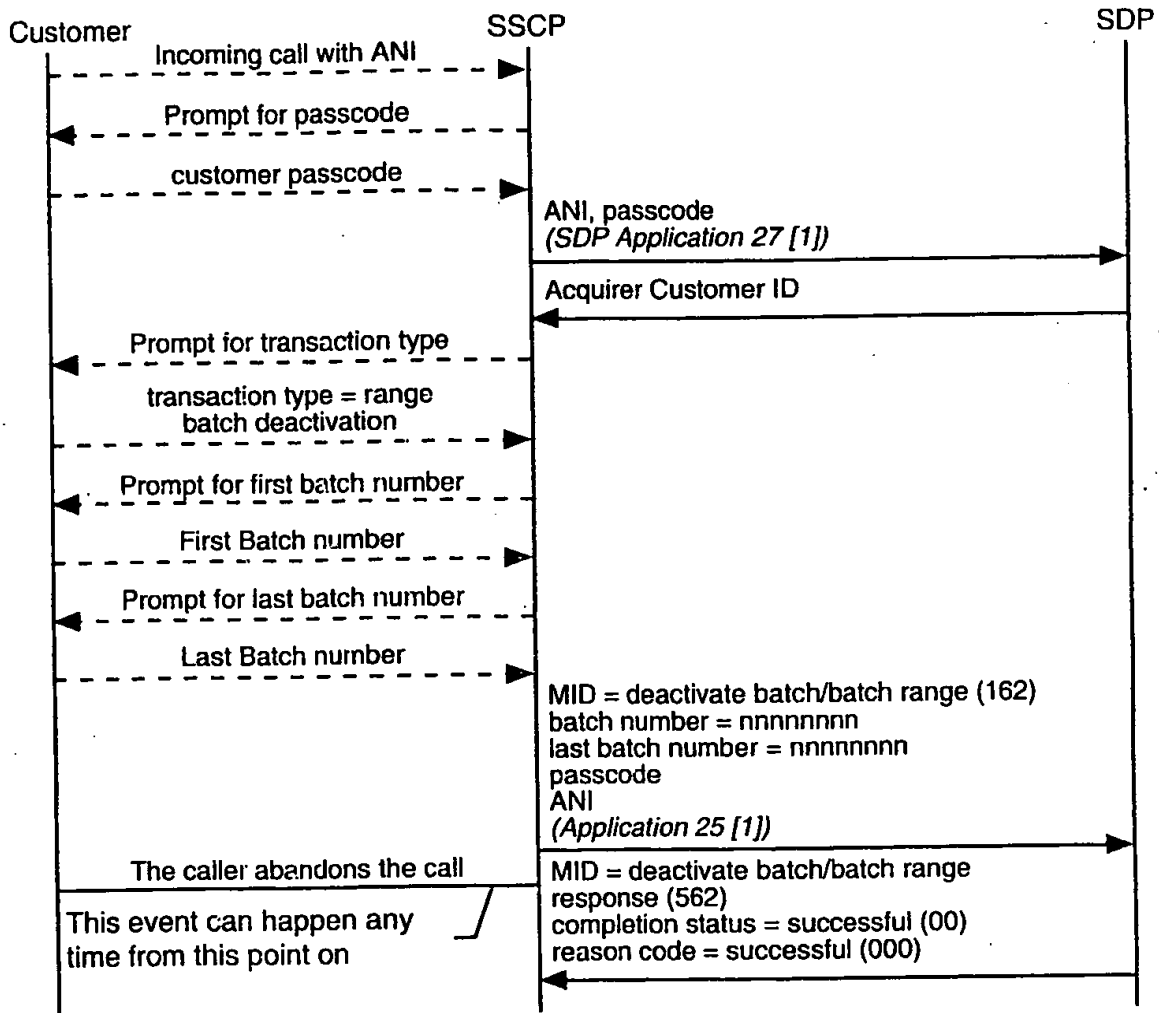 Customer
SSCP
SDP
Incoming call with ANI
Prompt for passcode
customer passcode
ANI, passcode
(SDP Application 27 [1])
Acquirer Customer ID
Prompt for transaction type
transaction type = range
batch deactivation
Prompt for first batch number
First Batch number
Prompt for last batch number
Last Batch number
MID = deactivate batch/batch range (162)
batch number = nnnnnnnnn
last batch number = nnnnnnnnn
passcode
ANI
(Application 25 [1])
The caller abandons the call
This event can happen any
time from this point on
MID = deactivate batch/batch range
response (562)
completion status = successful (00)
reason code = successful (000)